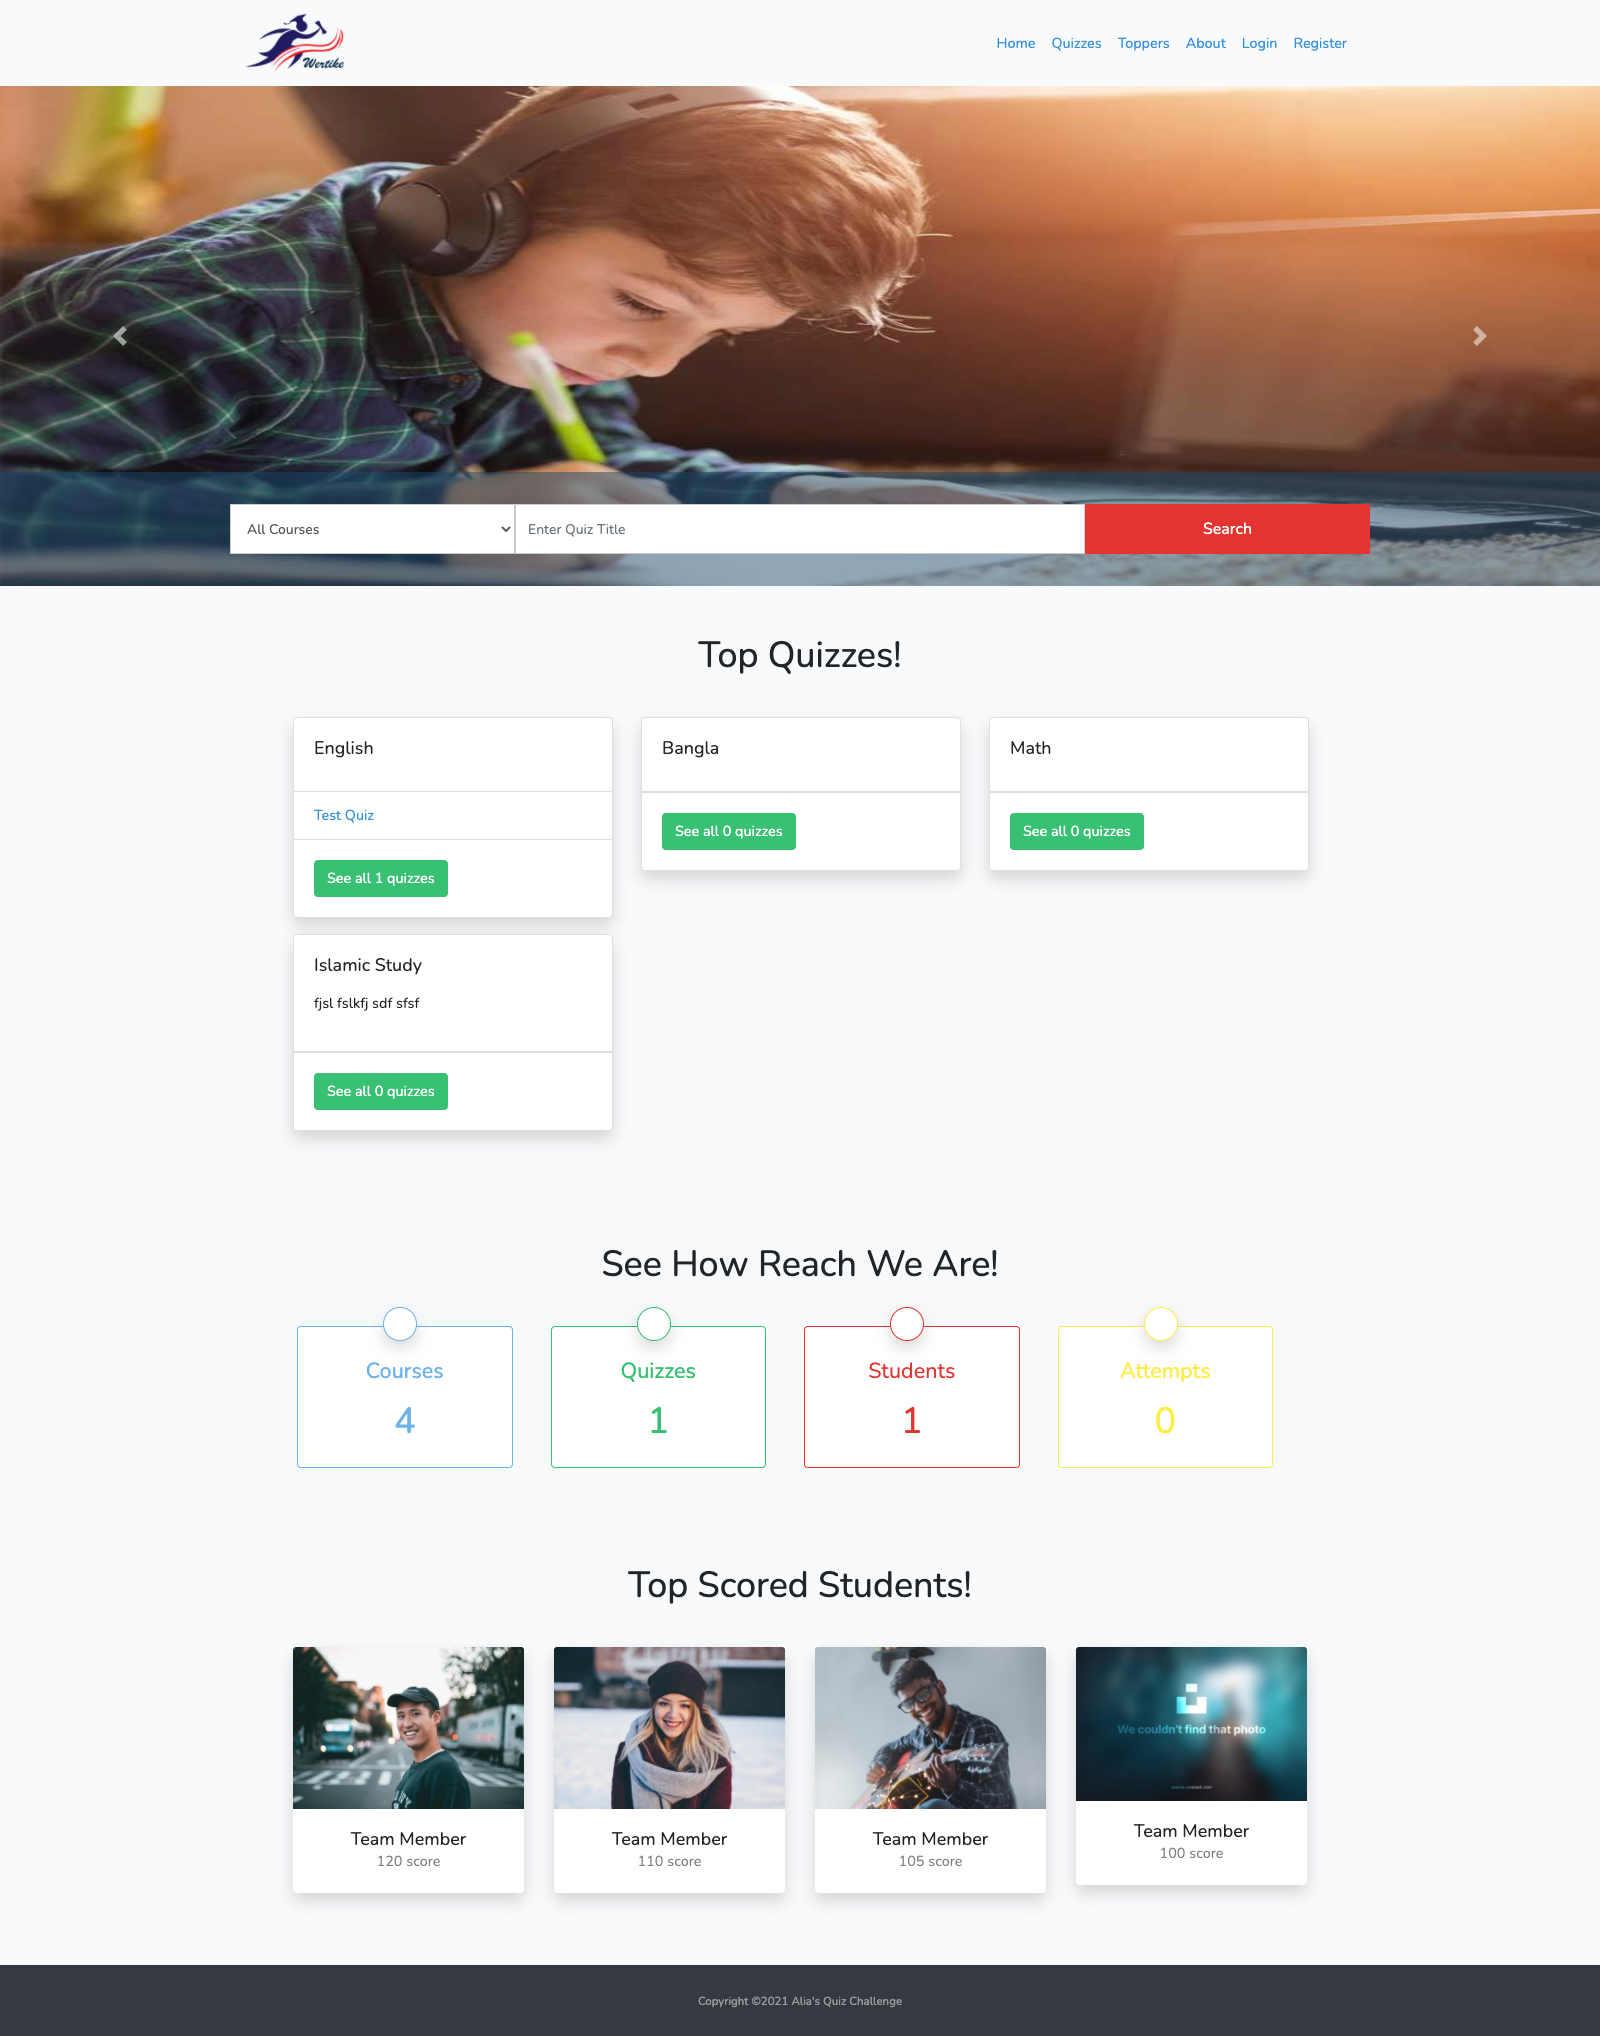 Wertike
Home Quizzes Toppers About Login Register
All Courses
Enter Quiz Title
Search
Top Quizzes!
English
Test Quiz
See all 1 quizzes
Bangla
See all 0 quizzes
Math
See all 0 quizzes
Islamic Study
fjsl fslkfj sdf sfsf
See all 0 quizzes
See How Reach We Are!
Courses
4
Quizzes
1
Students
1
Attempts
0
Top Scored Students!
Team Member
120 score
Team Member
110 score
Team Member
105 score
We couldn't find that photo
Team Member
100 score
Copyright ©2021 Alia's Quiz Challenge